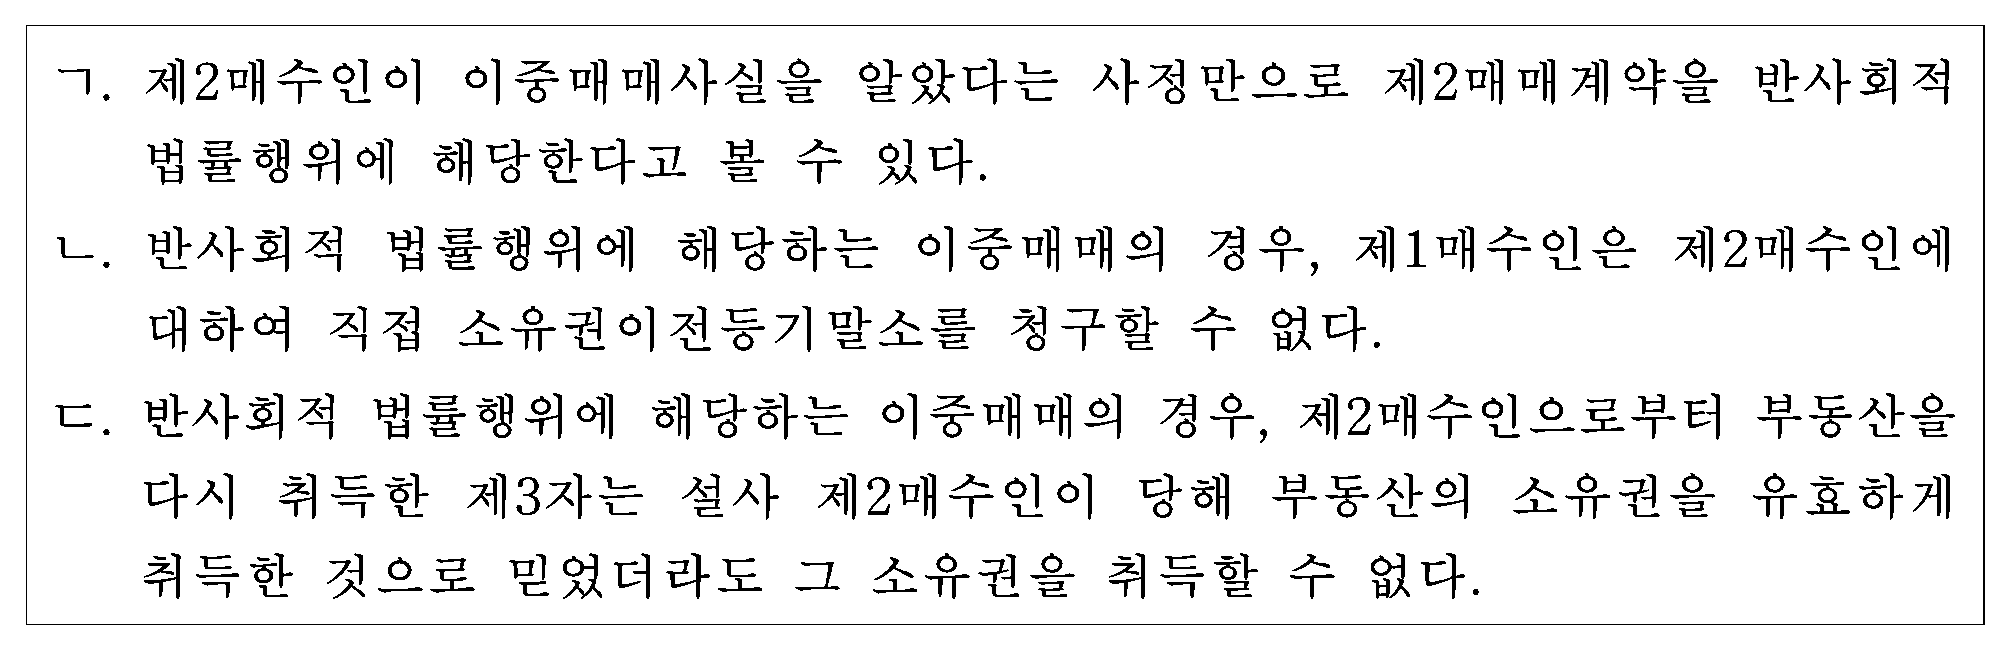 ㄱ. 제2매수인이 이중매매사실을 알았다는 사정만으로 제2매매계약을 반사회적
법률행위에 해당한다고 볼 수 있다.
ㄴ. 반사회적 법률행위에 해당하는 이중매매의 경우, 제1매수인은 제2매수인에
대하여 직접 소유권이전등기말소를 청구할 수 없다.
ㄷ. 반사회적 법률행위에 해당하는 이중매매의 경우, 제2매수인으로부터 부동산을
다시 취득한 제3자는 설사 제2매수인이 당해 부동산의 소유권을 유효하게
취득한 것으로 믿었더라도 그 소유권을 취득할 수 없다.